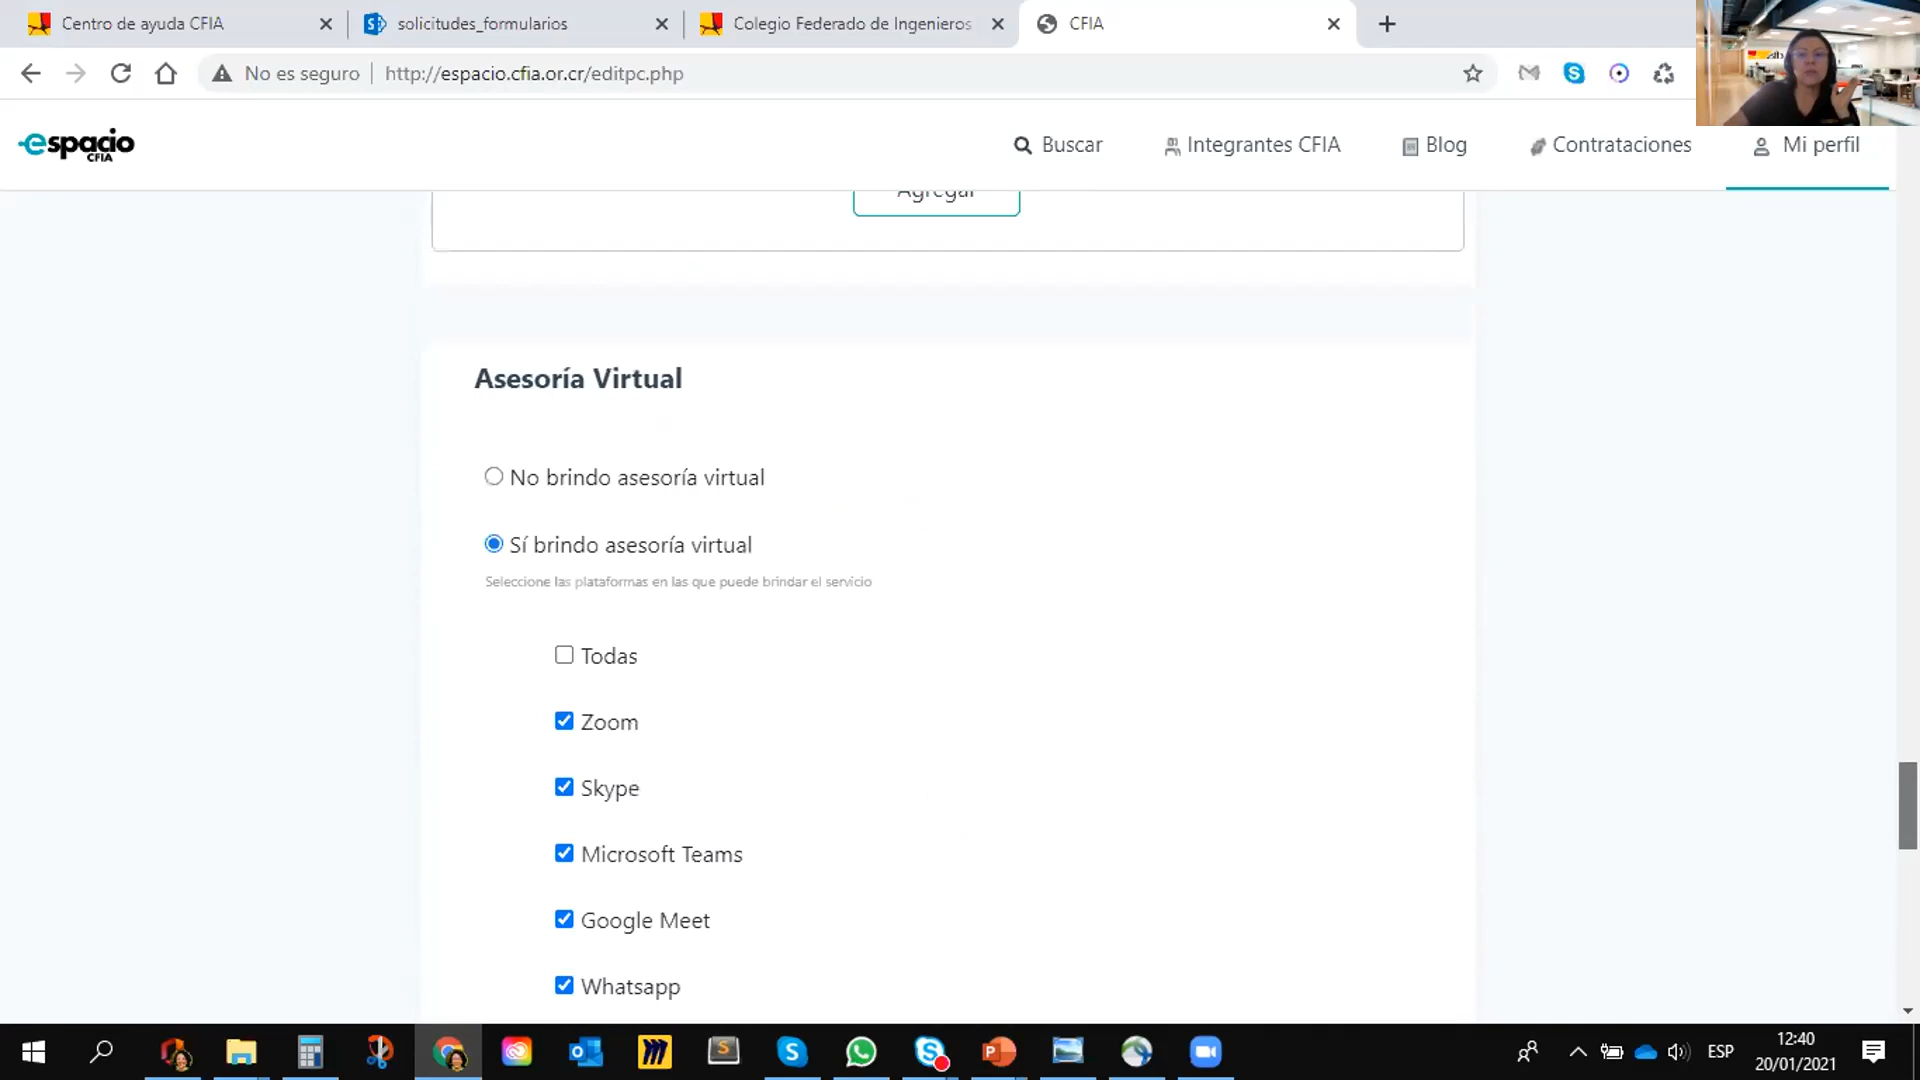 Centro de ayuda CFIA
solicitudes_formularios
Colegio Federado de Ingenieros
CFIA
No es seguro
http://espacio.cfia.or.cr/editpc.php
espacio
CFIA
Buscar
Integrantes CFIA
Blog
Contrataciones
Mi perfil
Agregar
Asesoría Virtual
No brindo asesoría virtual
Sí brindo asesoría virtual
Seleccione las plataformas en las que puede brindar el servicio
Todas
Zoom
Skype
Microsoft Teams
Google Meet
Whatsapp
ESP
12:40
20/01/2021